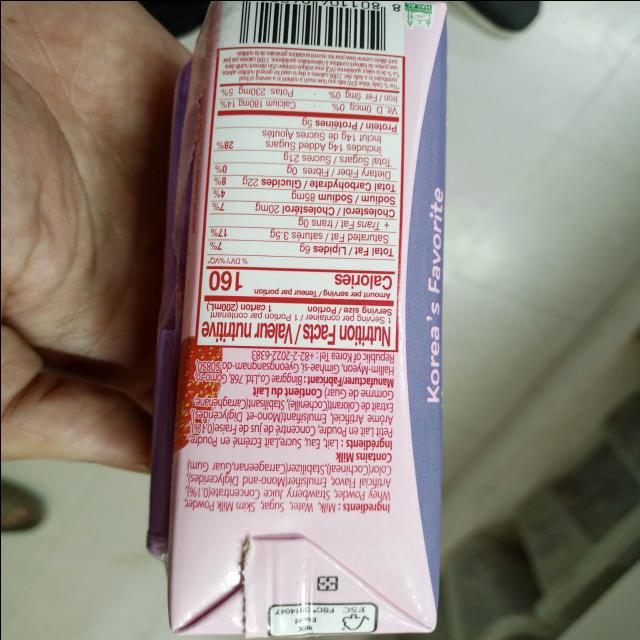 Ingredients : Milk, Water, Sugar, Skim Milk Powder,
Whey Powder, Strawberry Juice Concentrate(0.1%),
Artificial Flavor, Emulsifier(Mono-and Diglycerides),
Color(Cochineal),Stabilizer(Carrageenan,Guar Gum)
Contains Milk
Ingrédients : Lait, Eau, Sucre,Lait Écrémé en Poudre,
Petit Lait en Poudre, Concentré de jus de Fraise(0.1%),
Arôme Artificiel, Émulsifiant(Mono-et Diglycérides),
Extrait de Colorant(Cochenille), Stabilisant(Carraghénane,
Gomme de Guar) Contient du Lait
Manufacturer/Fabricant: Binggrae Co.,Ltd. 768, Gomo-ro,
Hallim-Myeon, Gimhae-si, Gyeongsangnam-do, 50850,
Republic of Korea Tel : +82-2-2022-6383
Nutrition Facts / Valeur nutritive
1 Serving per container / 1 Portion par contenant
Serving size / Portion 1 carton (200mL)
Amount per serving / Teneur par portion
Calories 160
% DV*/%VQ*
Total Fat / Lipides 6g 7%
Saturated Fat / saturés 3.5g 17%
+ Trans Fat / trans 0g
Cholesterol / Cholestérol 20mg 7%
Sodium / Sodium 85mg 4%
Total Carbohydrate / Glucides 22g 8%
Dietary Fiber / Fibres 0g 0%
Total Sugars / Sucres 21g
Includes 14g Added Sugars 28%
Inclut 14g de Sucres Ajoutés
Protein / Protéines 5g
Vit. D 0mcg 0% · Calcium 180mg 14%
Iron / Fer 0mg 0% · Potas. 230mg 5%
Korea's Favorite
MIX
FSC
HALAL